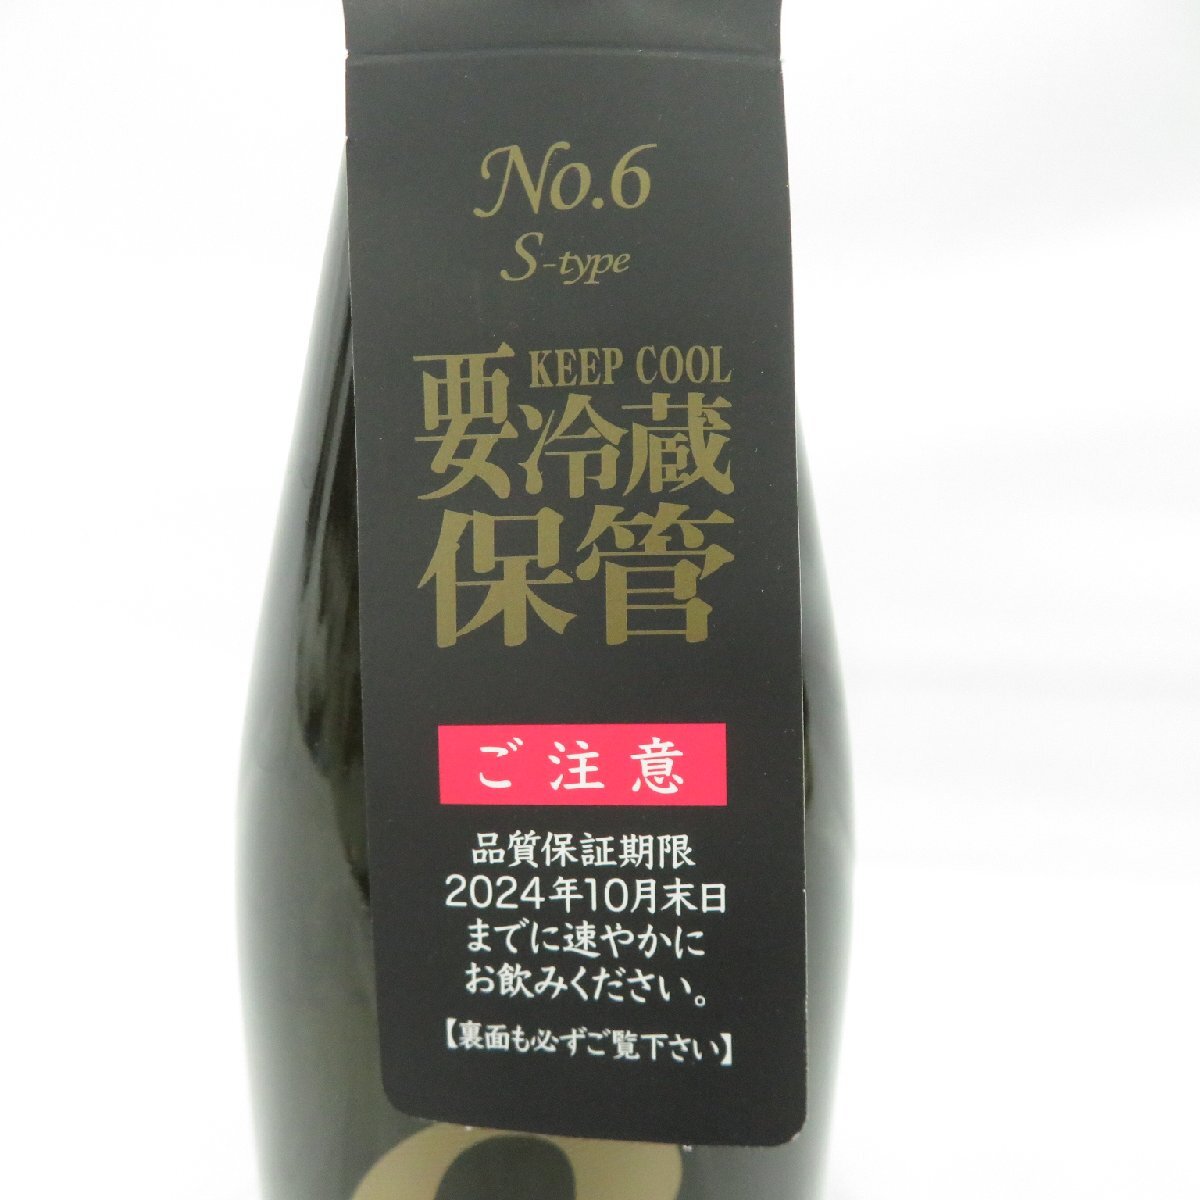 No.6
S-type
KEEP COOL
要冷蔵
保管
ご注意
品質保証期限
2024年10月末日
までに速やかに
お飲みください。
【裏面も必ずご覧下さい】